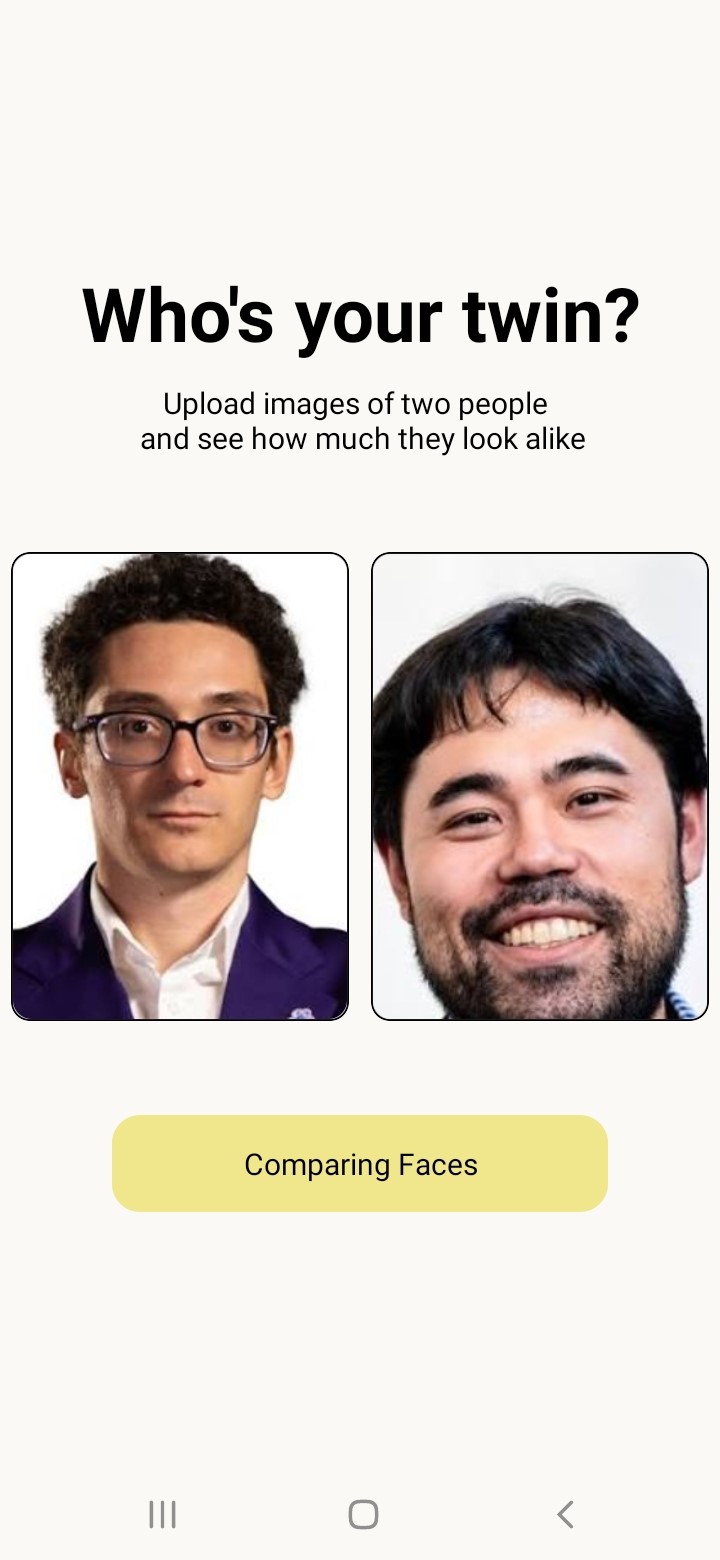 Who's your twin?
Upload images of two people
and see how much they look alike
Comparing Faces